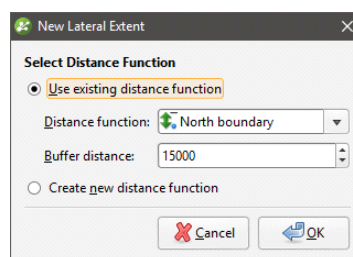 New Lateral Extent
Select Distance Function
Use existing distance function
Distance function: North boundary
Buffer distance: 15000
Create new distance function
Cancel OK